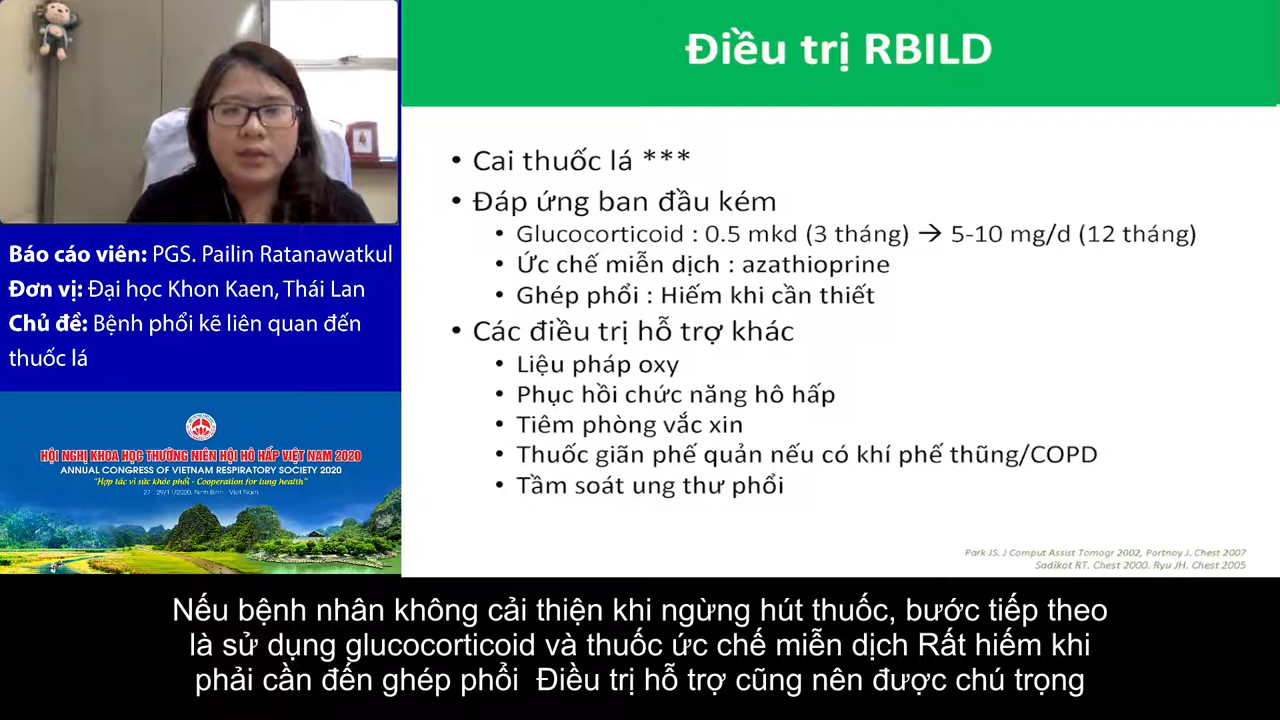 Điều trị RBILD
• Cai thuốc lá ***
• Đáp ứng ban đầu kém
• Glucocorticoid : 0.5 mkd (3 tháng) → 5-10 mg/d (12 tháng)
• Ức chế miễn dịch : azathioprine
• Ghép phổi : Hiếm khi cần thiết
• Các điều trị hỗ trợ khác
• Liệu pháp oxy
• Phục hồi chức năng hô hấp
• Tiêm phòng vắc xin
• Thuốc giãn phế quản nếu có khí phế thũng/COPD
• Tầm soát ung thư phổi
Park JS. J Comput Assist Tomogr 2002, Portnoy J. Chest 2007
Sadikot RT. Chest 2000. Ryu JH. Chest 2005
Báo cáo viên: PGS. Pailin Ratanawatkul
Đơn vị: Đại học Khon Kaen, Thái Lan
Chủ đề: Bệnh phổi kẽ liên quan đến
thuốc lá
HỘI NGHỊ KHOA HỌC THƯỜNG NIÊN HỘI HÔ HẤP VIỆT NAM 2020
ANNUAL CONGRESS OF VIETNAM RESPIRATORY SOCIETY 2020
"Hợp tác vì sức khỏe phổi - Cooperation for lung health"
27 - 29/11/2020, Ninh Bình - Việt Nam
Nếu bệnh nhân không cải thiện khi ngừng hút thuốc, bước tiếp theo
là sử dụng glucocorticoid và thuốc ức chế miễn dịch Rất hiếm khi
phải cần đến ghép phổi  Điều trị hỗ trợ cũng nên được chú trọng